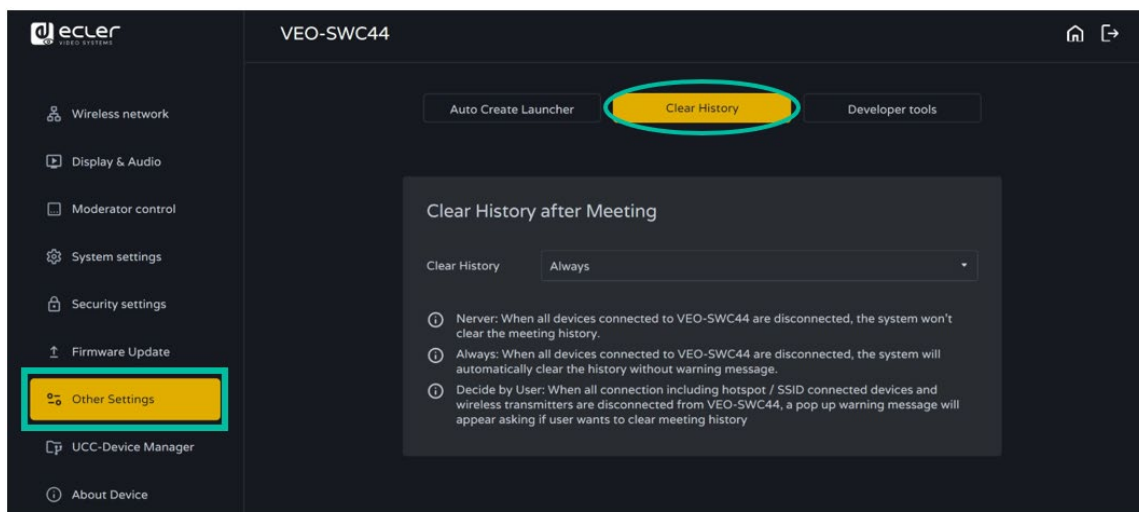 ecler
VIDEO SYSTEMS
VEO-SWC44
Wireless network
Display & Audio
Moderator control
System settings
Security settings
Firmware Update
Other Settings
UCC-Device Manager
About Device
Auto Create Launcher
Clear History
Developer tools
Clear History after Meeting
Clear History
Always
Nerver: When all devices connected to VEO-SWC44 are disconnected, the system won't
clear the meeting history.
Always: When all devices connected to VEO-SWC44 are disconnected, the system will
automatically clear the history without warning message.
Decide by User: When all connection including hotspot / SSID connected devices and
wireless transmitters are disconnected from VEO-SWC44, a pop up warning message will
appear asking if user wants to clear meeting history